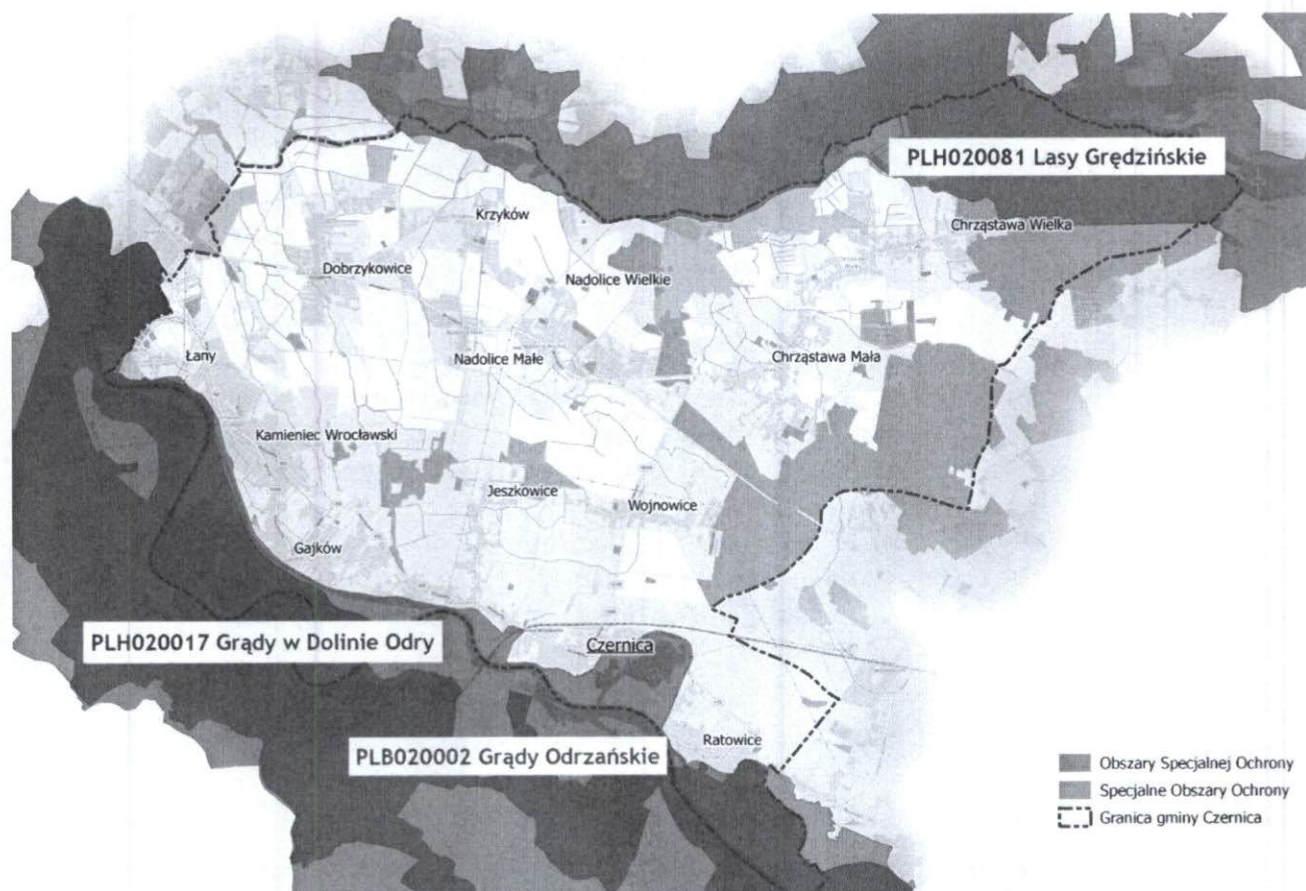 PLH020081 Lasy Grędzińskie
Krzyków
Chrząstawa Wielka
Dobrzykowice
Nadolice Wielkie
Łany
Nadolice Małe
Chrząstawa Mała
Kamieniec Wrocławski
Jeszkowice
Wojnowice
Gajków
PLH020017 Grądy w Dolinie Odry
Czernica
Ratowice
PLB020002 Grądy Odrzańskie
Obszary Specjalnej Ochrony
Specjalne Obszary Ochrony
Granica gminy Czernica